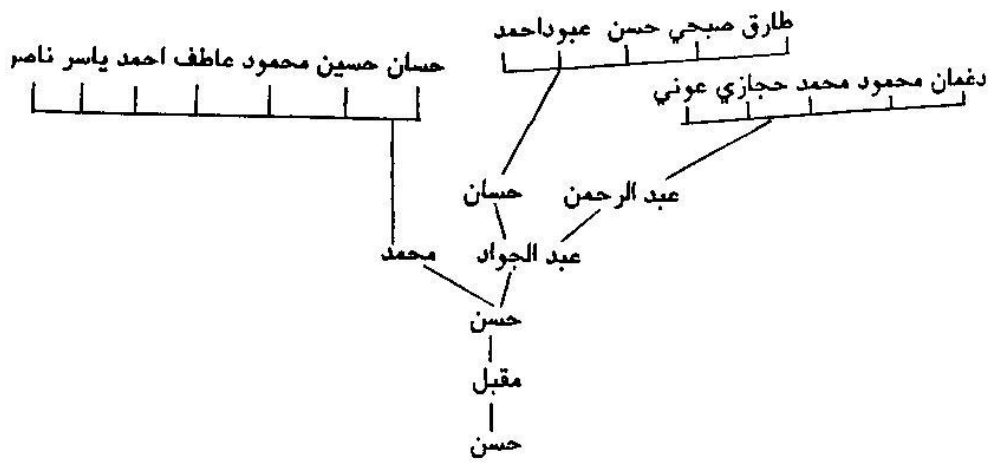 طارق صبحي حسن عبود احمد
حسان حسين محمود عاطف احمد ياسر ناصر
دغمان محمود محمد حجازي عوني
حسان
عبد الرحمن
عبد الجواد
محمد
حسن
مقبل
حسن